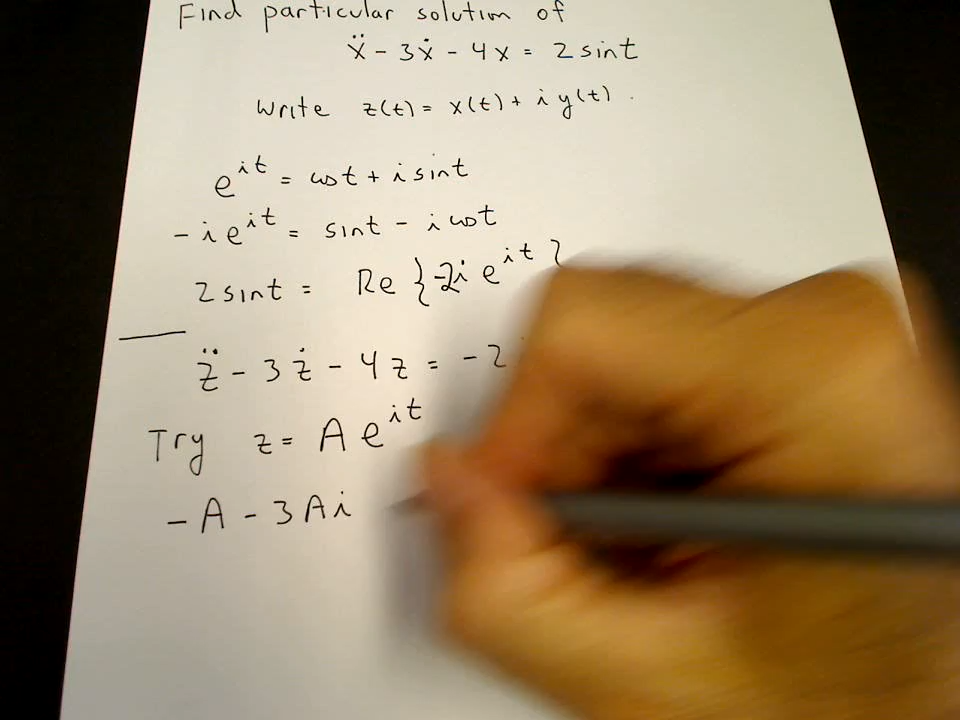 Find particular solution of
ẍ - 3ẋ - 4x = 2 sint
Write z(t) = x(t) + i y(t).
e^{it} = cost + i sint
-i e^{it} = sint - i cost
2 sint = Re {-2i e^{it}}
z̈ - 3ż - 4z = -2
Try z = A e^{it}
-A - 3Ai